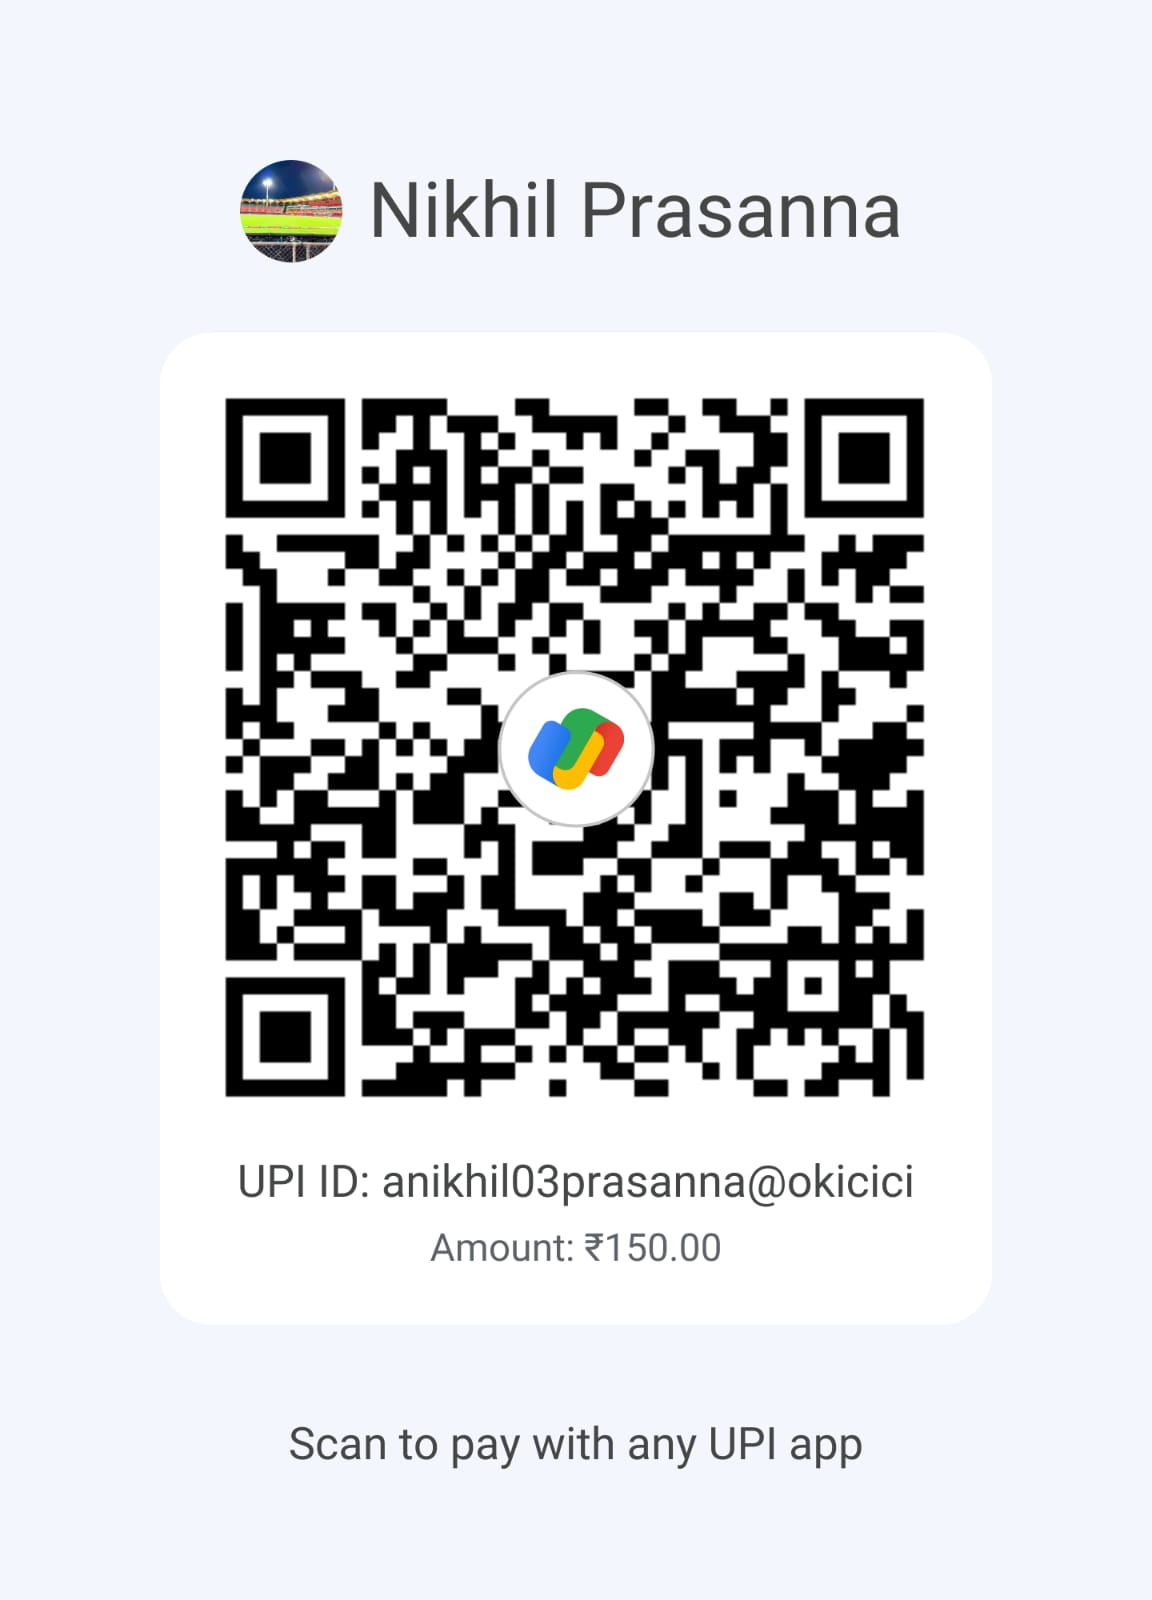 Nikhil Prasanna
UPI ID: anikhil03prasanna@okicici
Amount: ₹150.00
Scan to pay with any UPI app